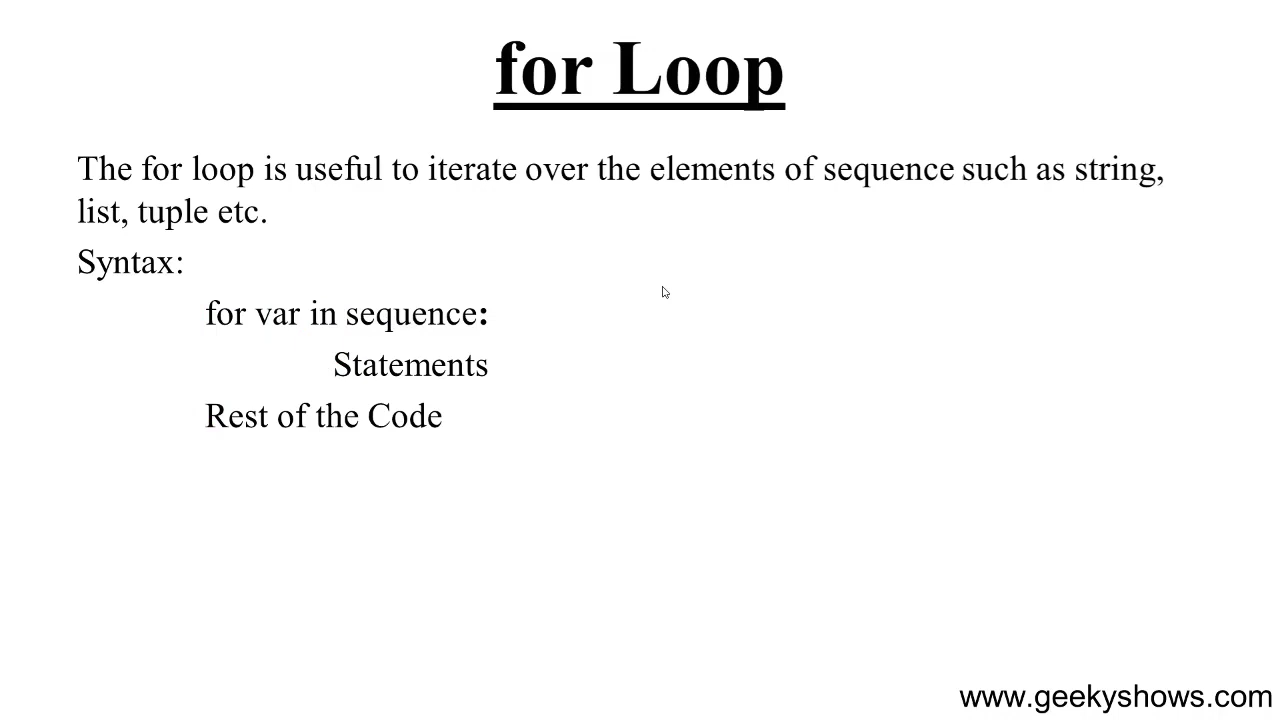 for Loop
The for loop is useful to iterate over the elements of sequence such as string,
list, tuple etc.
Syntax:
for var in sequence:
Statements
Rest of the Code
www.geekyshows.com